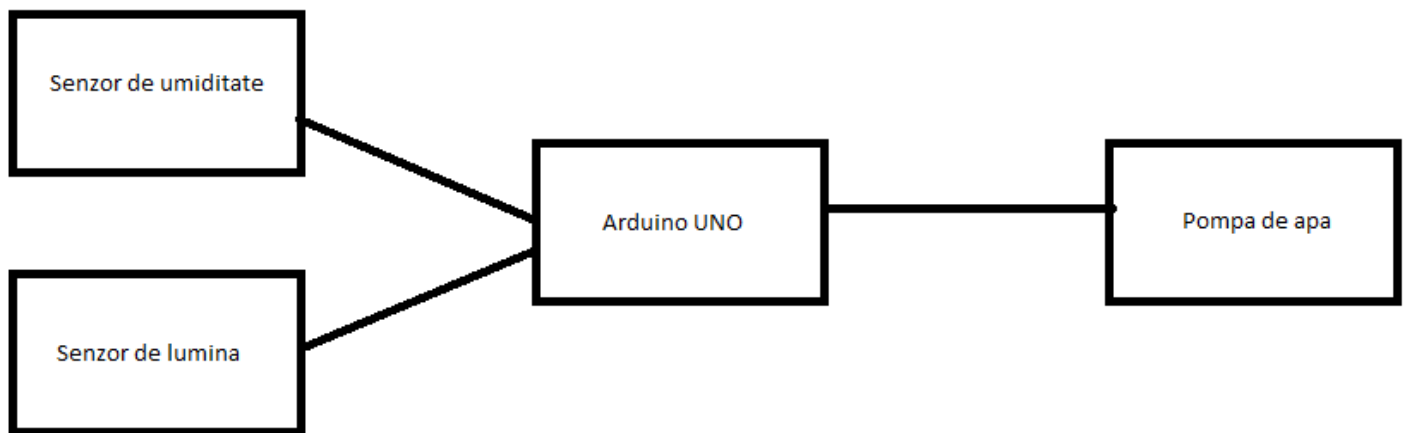 Senzor de umiditate
Senzor de lumina
Arduino UNO
Pompa de apa